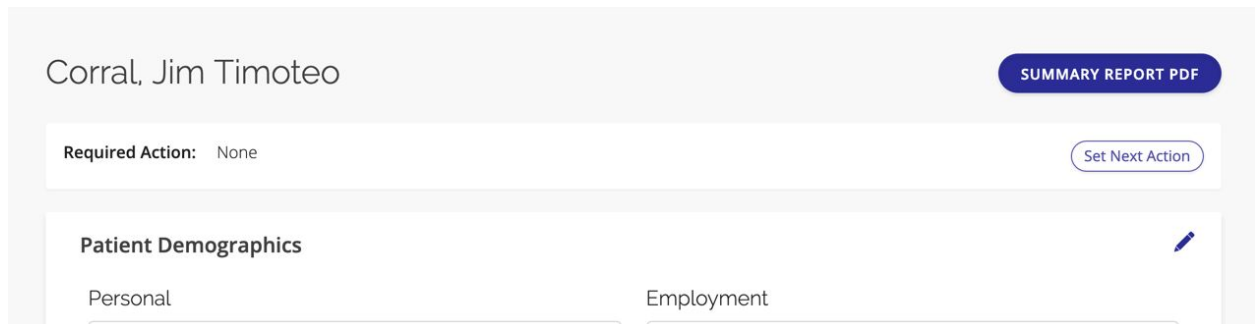 Corral, Jim Timoteo
SUMMARY REPORT PDF
Required Action: None
Set Next Action
Patient Demographics
Personal
Employment